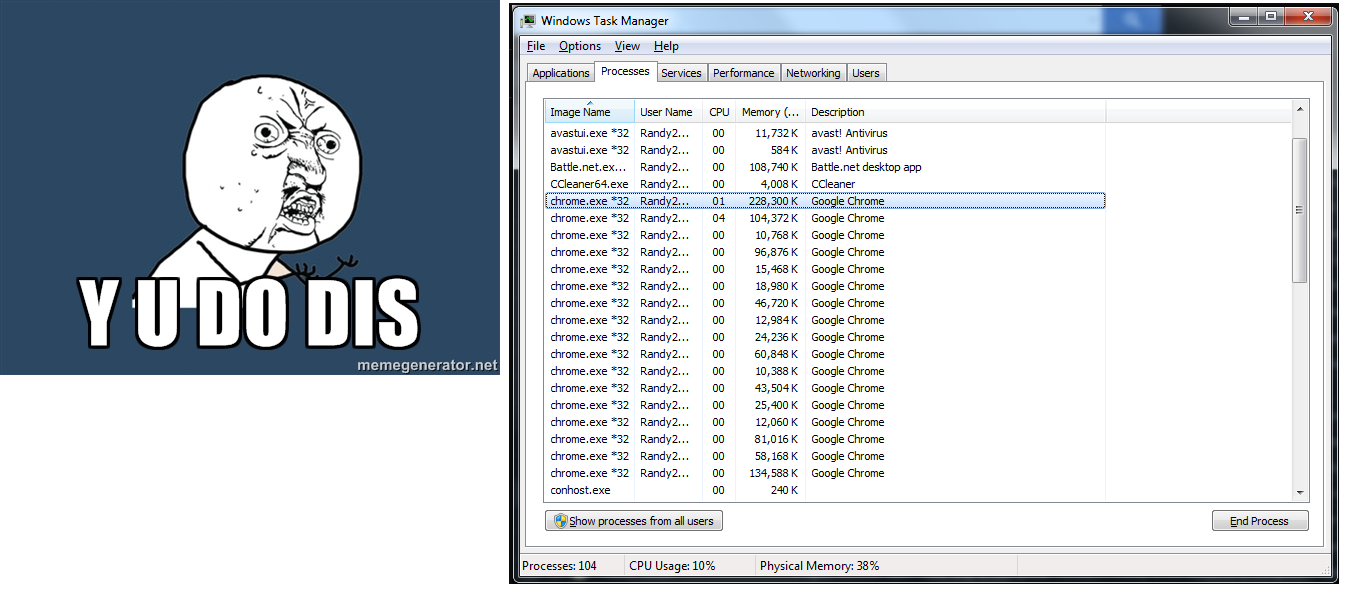 Y U DO DIS
memegenerator.net
Windows Task Manager
File Options View Help
Applications Processes Services Performance Networking Users
Image Name User Name CPU Memory (... Description
avastui.exe *32 Randy2... 00 11,732 K avast! Antivirus
avastui.exe *32 Randy2... 00 584 K avast! Antivirus
Battle.net.ex... Randy2... 00 108,740 K Battle.net desktop app
CCleaner64.exe Randy2... 00 4,008 K CCleaner
chrome.exe *32 Randy2... 01 228,300 K Google Chrome
chrome.exe *32 Randy2... 04 104,372 K Google Chrome
chrome.exe *32 Randy2... 00 10,768 K Google Chrome
chrome.exe *32 Randy2... 00 96,876 K Google Chrome
chrome.exe *32 Randy2... 00 15,468 K Google Chrome
chrome.exe *32 Randy2... 00 18,980 K Google Chrome
chrome.exe *32 Randy2... 00 46,720 K Google Chrome
chrome.exe *32 Randy2... 00 12,984 K Google Chrome
chrome.exe *32 Randy2... 00 24,236 K Google Chrome
chrome.exe *32 Randy2... 00 60,848 K Google Chrome
chrome.exe *32 Randy2... 00 10,388 K Google Chrome
chrome.exe *32 Randy2... 00 43,504 K Google Chrome
chrome.exe *32 Randy2... 00 25,400 K Google Chrome
chrome.exe *32 Randy2... 00 12,060 K Google Chrome
chrome.exe *32 Randy2... 00 81,016 K Google Chrome
chrome.exe *32 Randy2... 00 58,168 K Google Chrome
chrome.exe *32 Randy2... 00 134,588 K Google Chrome
conhost.exe 00 240 K
Show processes from all users End Process
Processes: 104 CPU Usage: 10% Physical Memory: 38%